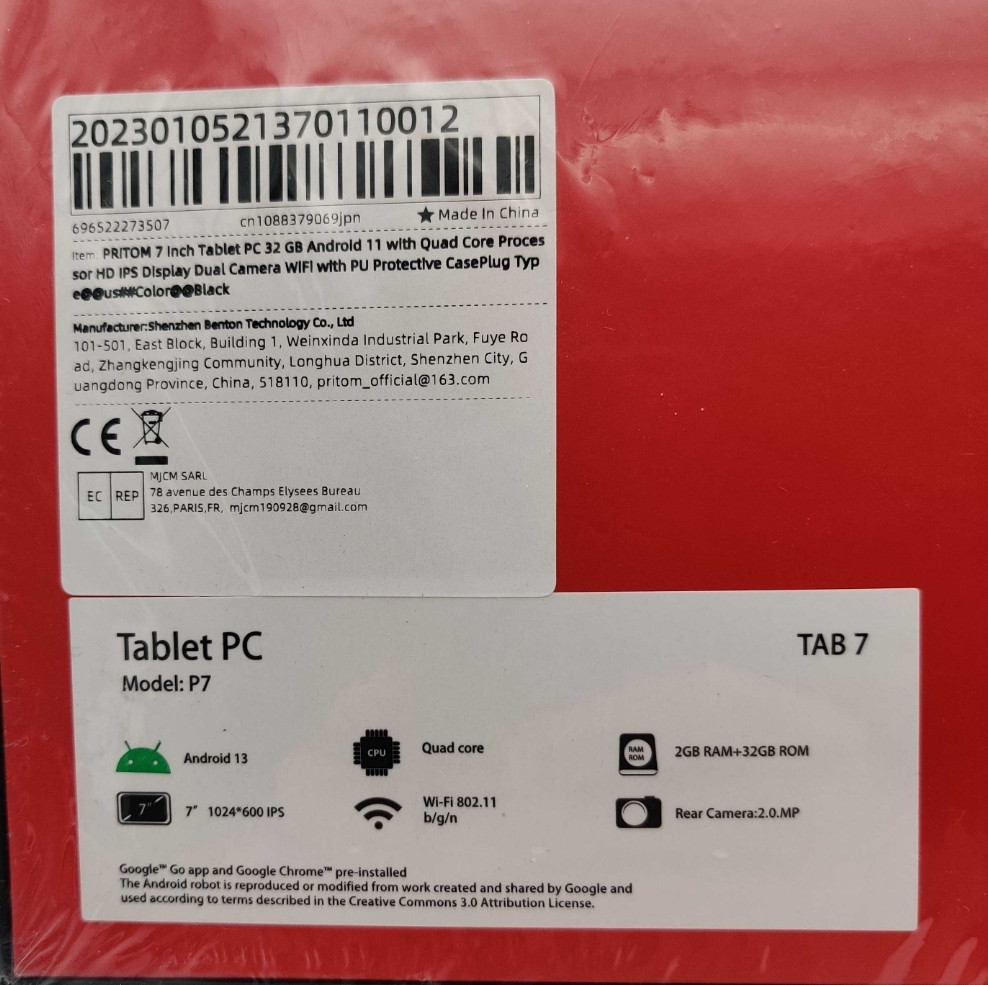 2023010521370110012
696522273507 cn1088379069jpn ★ Made In China
Item: PRITOM 7 Inch Tablet PC 32 GB Android 11 with Quad Core Proces
sor HD IPS Display Dual Camera WiFi with PU Protective CasePlug Typ
e@@us##Color@@Black
Manufacturer:Shenzhen Benton Technology Co., Ltd
101-501, East Block, Building 1, Weinxinda Industrial Park, Fuye Ro
ad, Zhangkengjing Community, Longhua District, Shenzhen City, G
uangdong Province, China, 518110, pritom_official@163.com
CE
EC REP
MJCM SARL
78 avenue des Champs Elysees Bureau
326,PARIS,FR, mjcm190928@gmail.com
Tablet PC TAB 7
Model: P7
Android 13
CPU
Quad core
RAM
ROM
2GB RAM+32GB ROM
7"
7" 1024*600 IPS
Wi-Fi 802.11
b/g/n
Rear Camera:2.0.MP
Google™ Go app and Google Chrome™ pre-installed
The Android robot is reproduced or modified from work created and shared by Google and
used according to terms described in the Creative Commons 3.0 Attribution License.